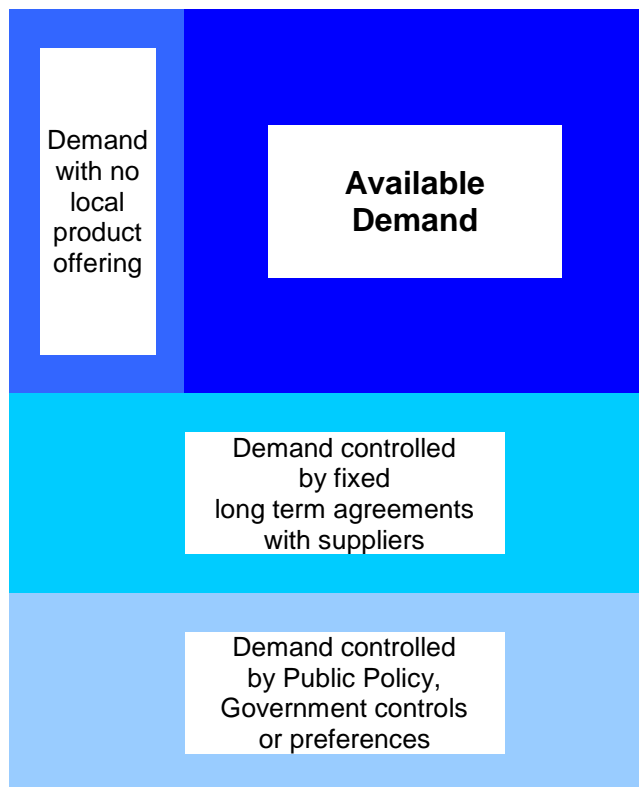 Demand
with no
local
product
offering
Available
Demand
Demand controlled
by fixed
long term agreements
with suppliers
Demand controlled
by Public Policy,
Government controls
or preferences